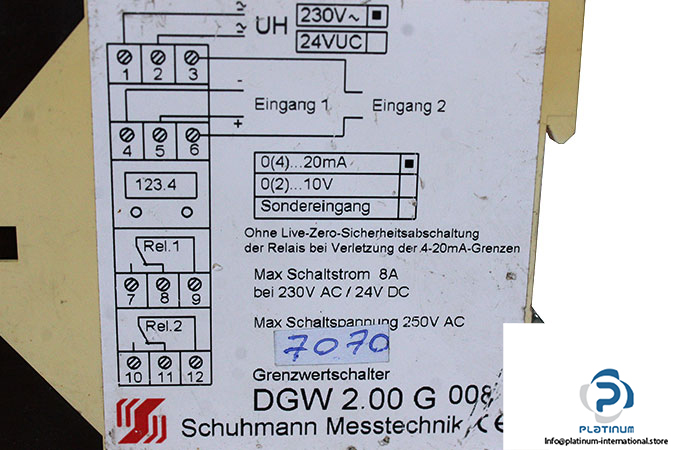 ~ UH 230V~
~ 24VUC
1 2 3
-
Eingang 1 Eingang 2
+
4 5 6
123.4
0(4)...20mA
0(2)...10V
Sondereingang
Ohne Live-Zero-Sicherheitsabschaltung
der Relais bei Verletzung der 4-20mA-Grenzen
Rel.1
7 8 9
Max Schaltstrom 8A
bei 230V AC / 24V DC
Rel.2
10 11 12
Max Schaltspannung 250V AC
7070
Grenzwertschalter
DGW 2.00 G 008
Schuhmann Messtechnik CE
PLATINUM
INTERNATIONAL
Info@platinum-international.store